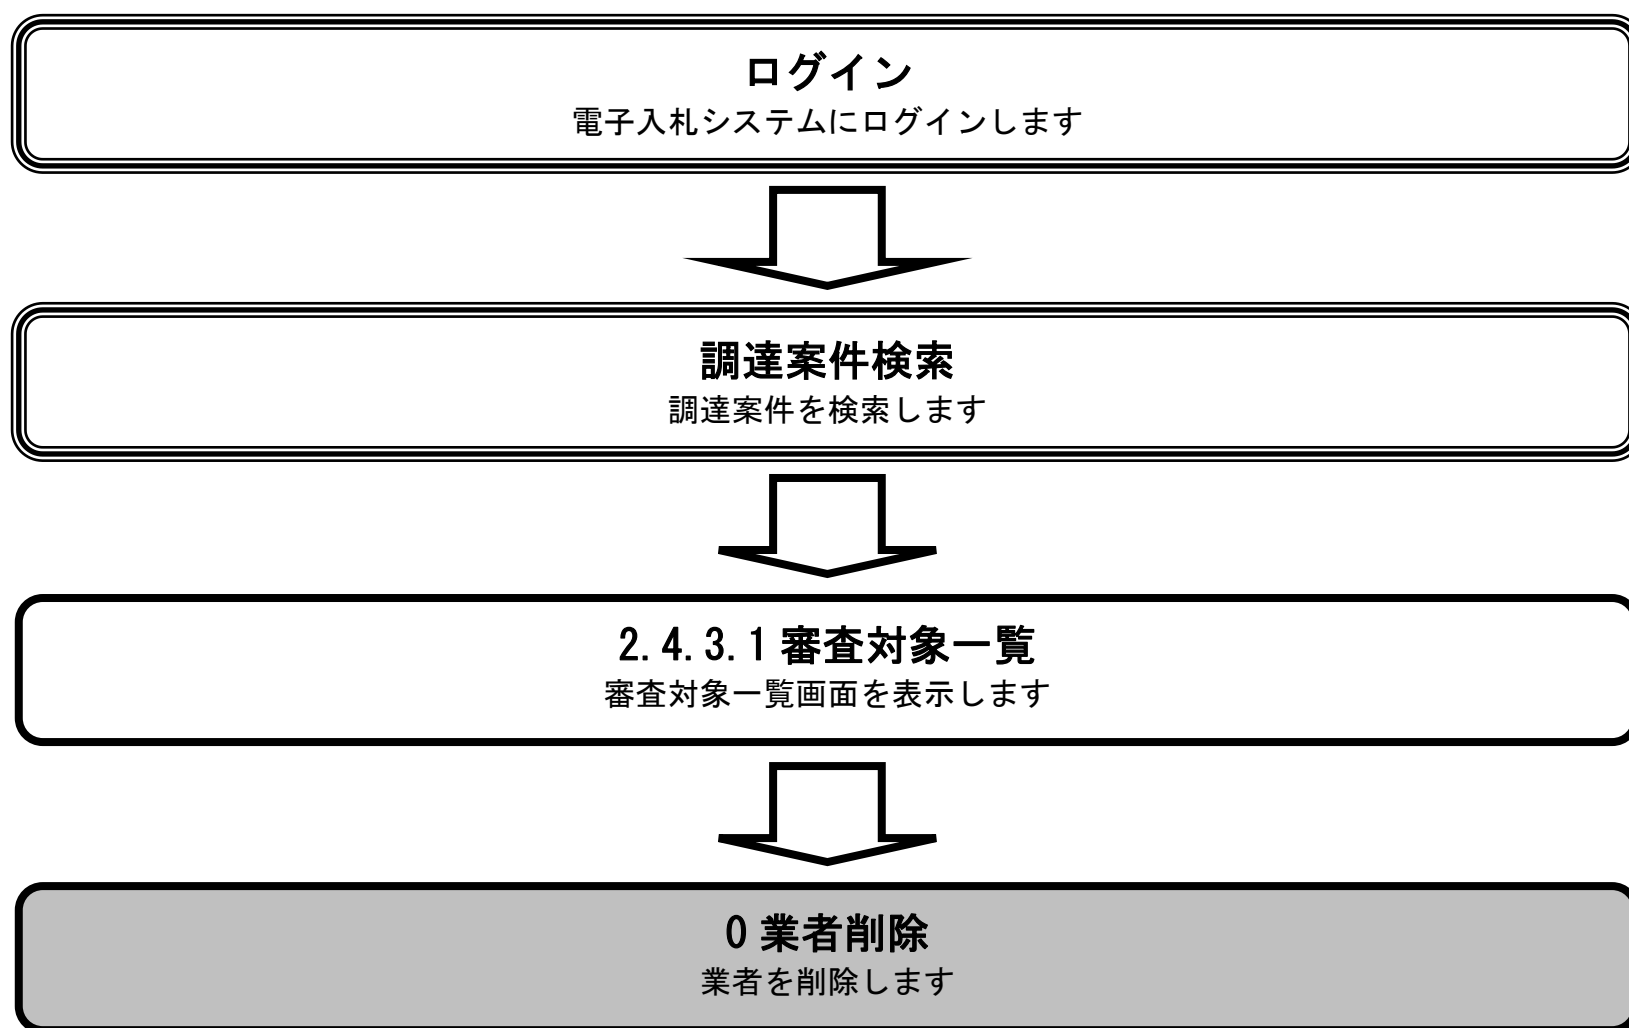 ログイン
電子入札システムにログインします
調達案件検索
調達案件を検索します
2.4.3.1 審査対象一覧
審査対象一覧画面を表示します
0 業者削除
業者を削除します